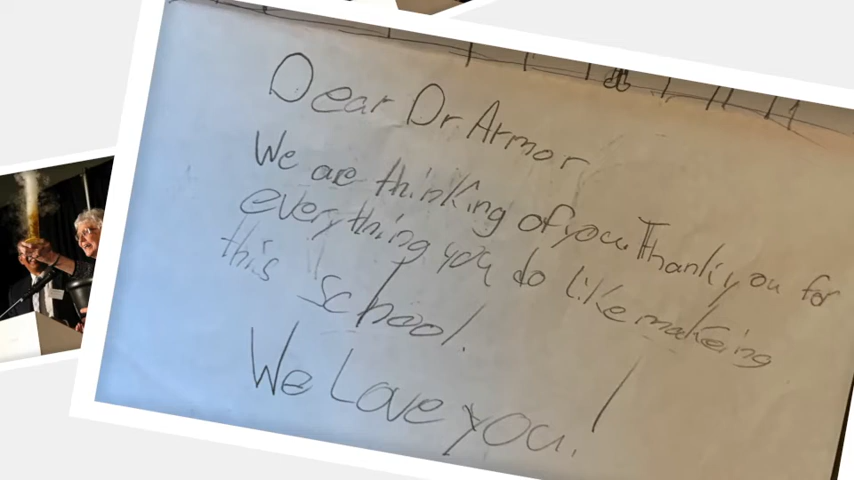 Dear Dr Armor
We are thinking of you. Thank you for
everything you do like makeing
this school.
We Love you!